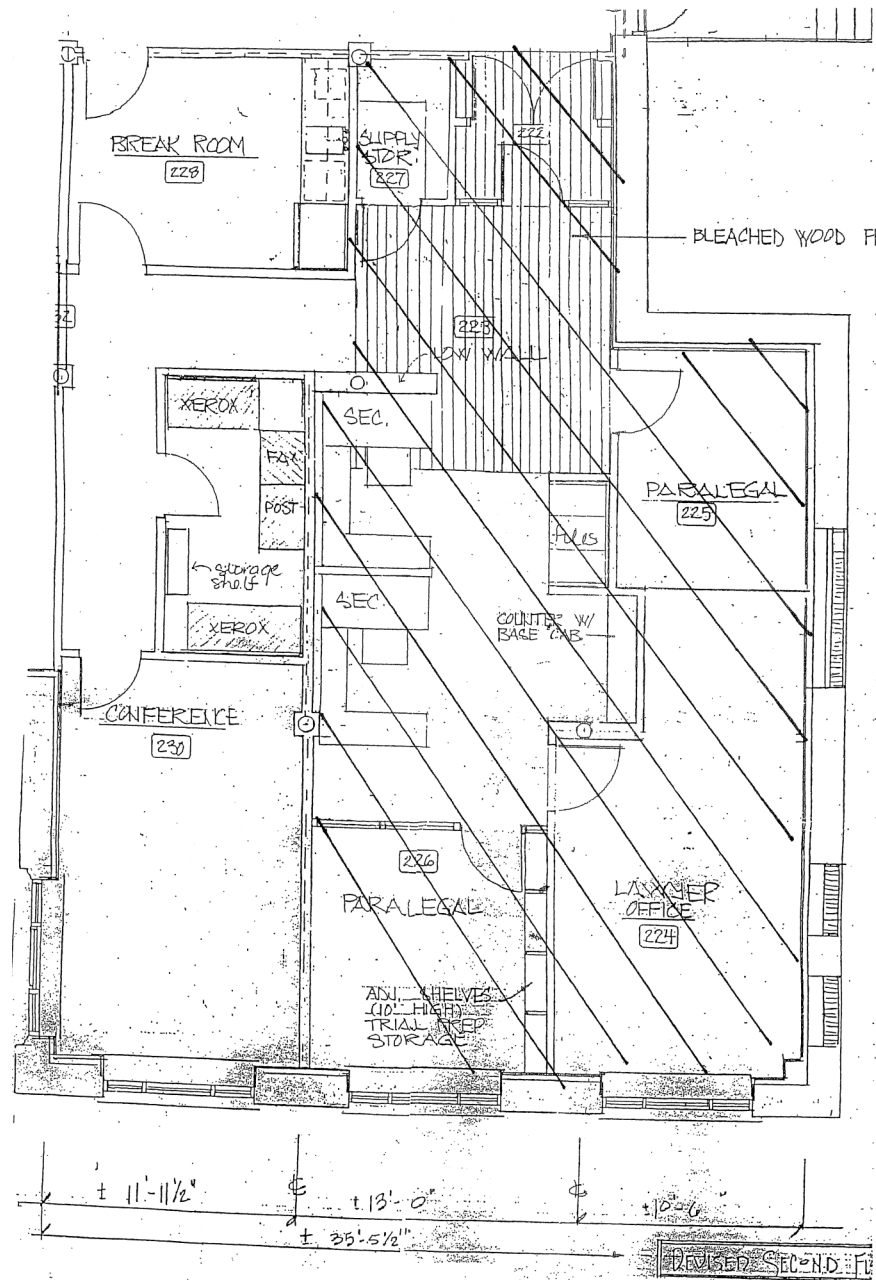 BREAK ROOM
228
SUPPLY
STOR.
227
222
BLEACHED WOOD
223
LOW WALL
XEROX
SEC.
FAX
POST
PARALEGAL
225
files
storage
shelf
SEC
COUNTER W/
BASE CAB
XEROX
CONFERENCE
230
226
PARALEGAL
LAWYER
OFFICE
224
ADJ. SHELVES
(10' HIGH)
TRIAL PREP
STORAGE
± 11'-11½"
± 13'-0"
±10'-6
± 35'-5½"
SECOND